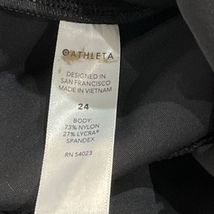 ATHLETA
DESIGNED IN
SAN FRANCISCO
MADE IN VIETNAM
24
BODY:
73% NYLON
27% LYCRA®
SPANDEX
RN 54023